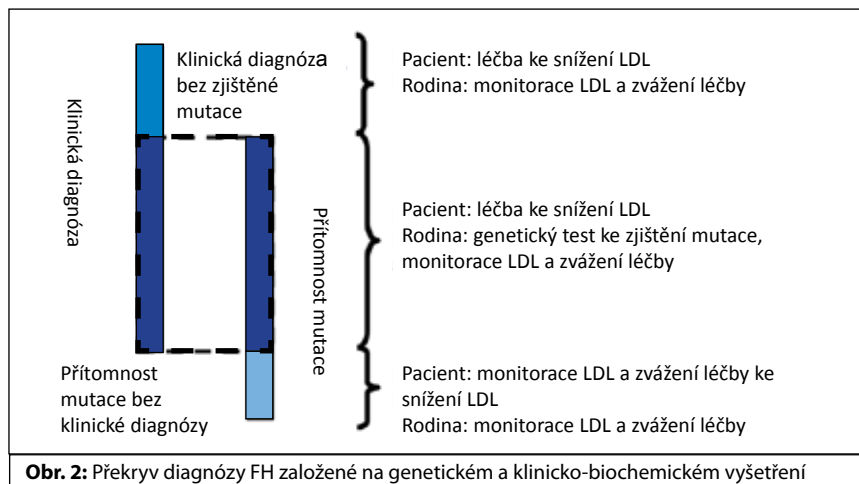 Klinická diagnóza
bez zjištěné
mutace
Klinická diagnóza
Přítomnost mutace
Přítomnost
mutace bez
klinické diagnózy
Pacient: léčba ke snížení LDL
Rodina: monitorace LDL a zvážení léčby
Pacient: léčba ke snížení LDL
Rodina: genetický test ke zjištění mutace,
monitorace LDL a zvážení léčby
Pacient: monitorace LDL a zvážení léčby ke
snížení LDL
Rodina: monitorace LDL a zvážení léčby
Obr. 2: Překryv diagnózy FH založené na genetickém a klinicko-biochemickém vyšetření